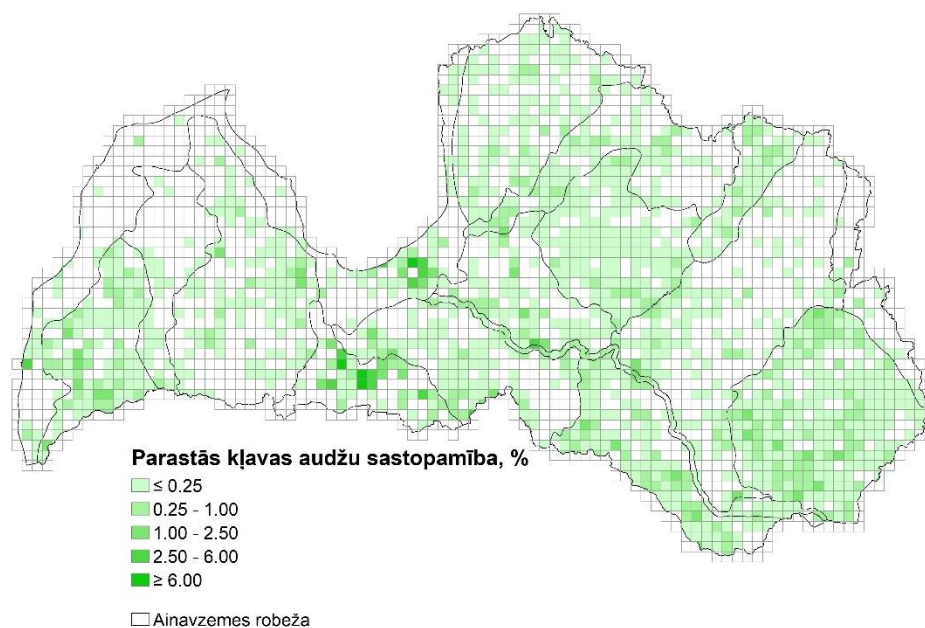 Parastās kļavas audžu sastopamība, %
≤ 0.25
0.25 - 1.00
1.00 - 2.50
2.50 - 6.00
≥ 6.00
Ainavzemes robeža